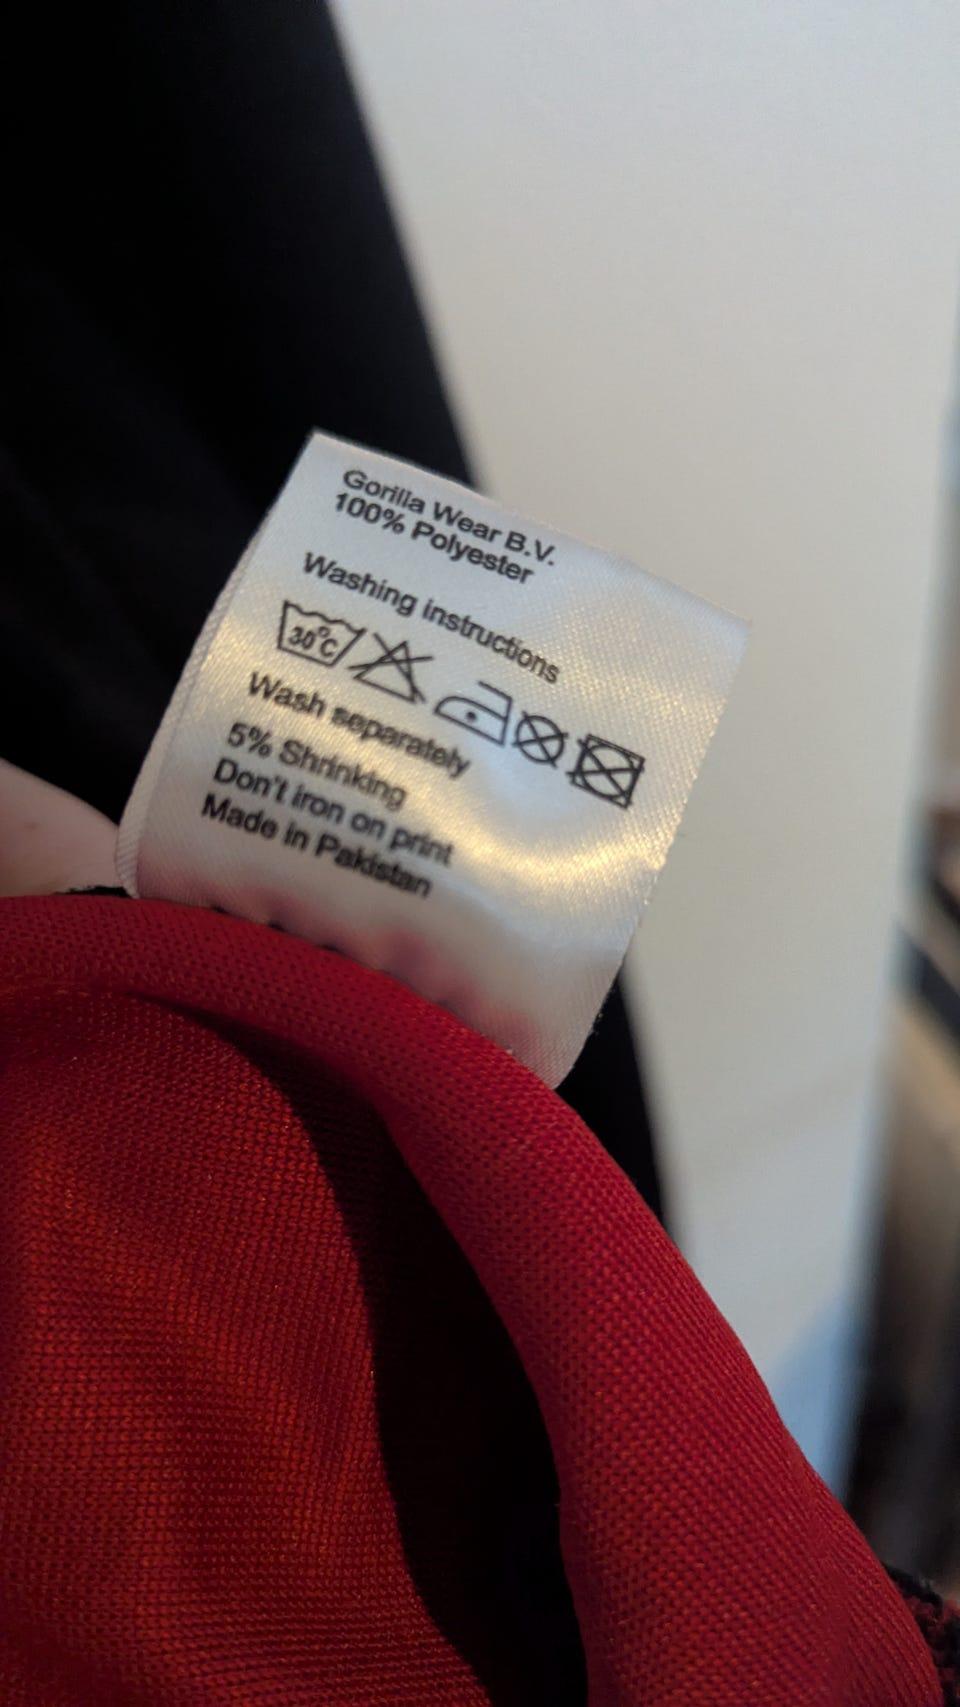 Gorilla Wear B.V.
100% Polyester
Washing instructions
30°C
Wash separately
5% Shrinking
Don't iron on print
Made in Pakistan